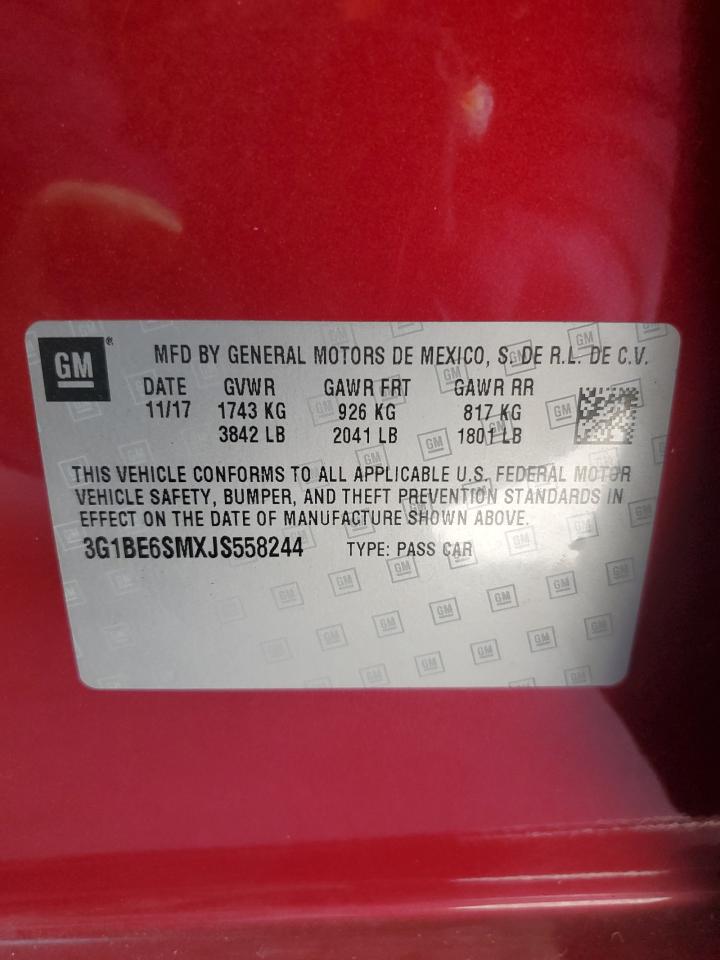 GM®
MFD BY GENERAL MOTORS DE MEXICO, S. DE R.L. DE C.V.
DATE GVWR GAWR FRT GAWR RR
11/17 1743 KG 926 KG 817 KG
3842 LB 2041 LB 1801 LB
THIS VEHICLE CONFORMS TO ALL APPLICABLE U.S. FEDERAL MOTOR
VEHICLE SAFETY, BUMPER, AND THEFT PREVENTION STANDARDS IN
EFFECT ON THE DATE OF MANUFACTURE SHOWN ABOVE.
3G1BE6SMXJS558244 TYPE: PASS CAR